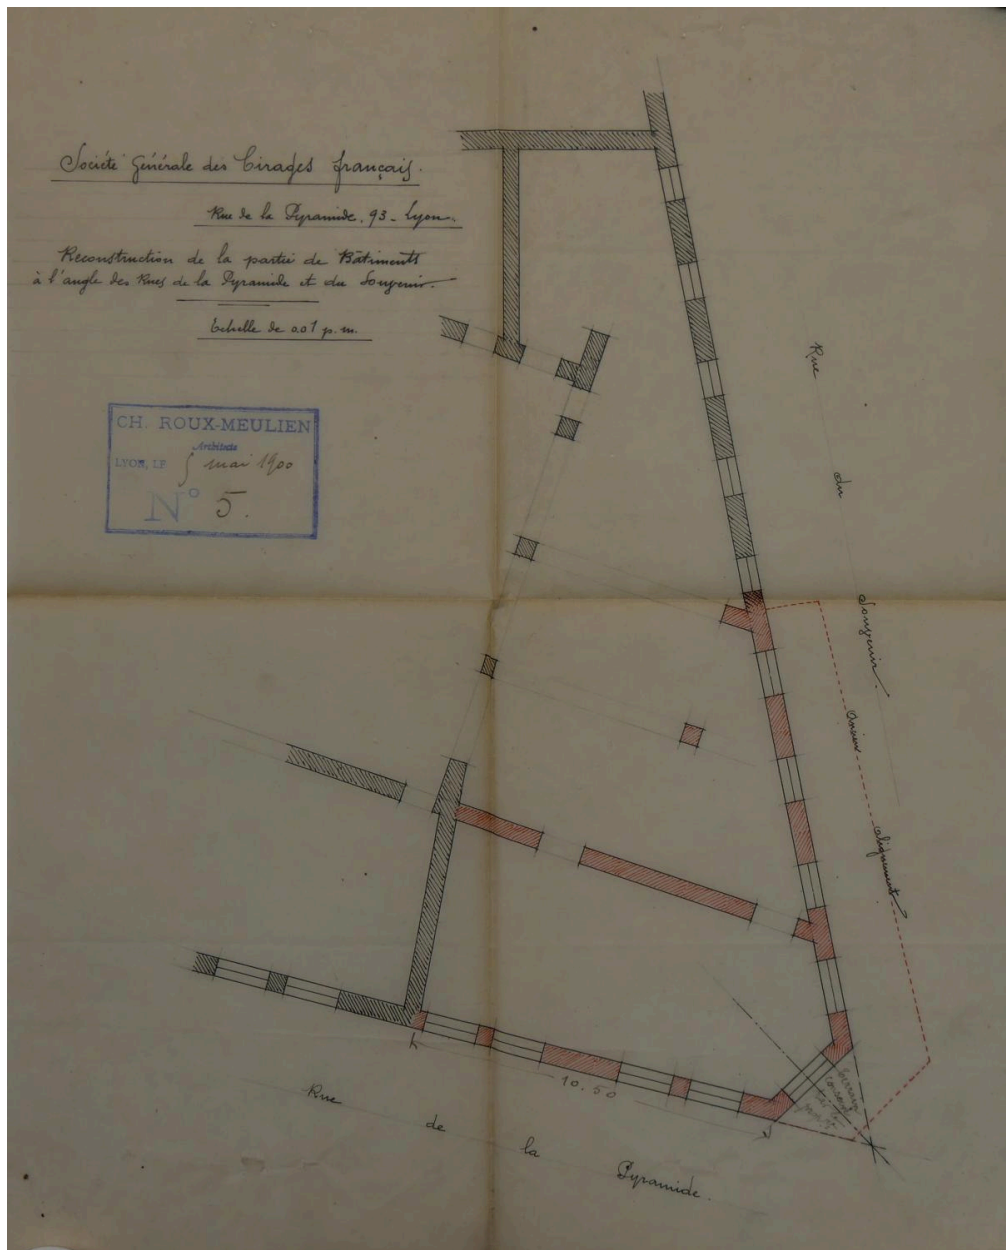 Société Générale des Cirages français.
Rue de la Pyramide, 93 - Lyon.
Reconstruction de la partie de Bâtiments
à l'angle des Rues de la Pyramide et du Souvenir.
Echelle de 0.01 p. m.
CH. ROUX-MEULIEN
Architecte
LYON, LE 5 mai 1900
N° 5.
Rue
du
Souvenir.
Ancien
alignement
10.50
terrain
Rue
de
la
Pyramide.